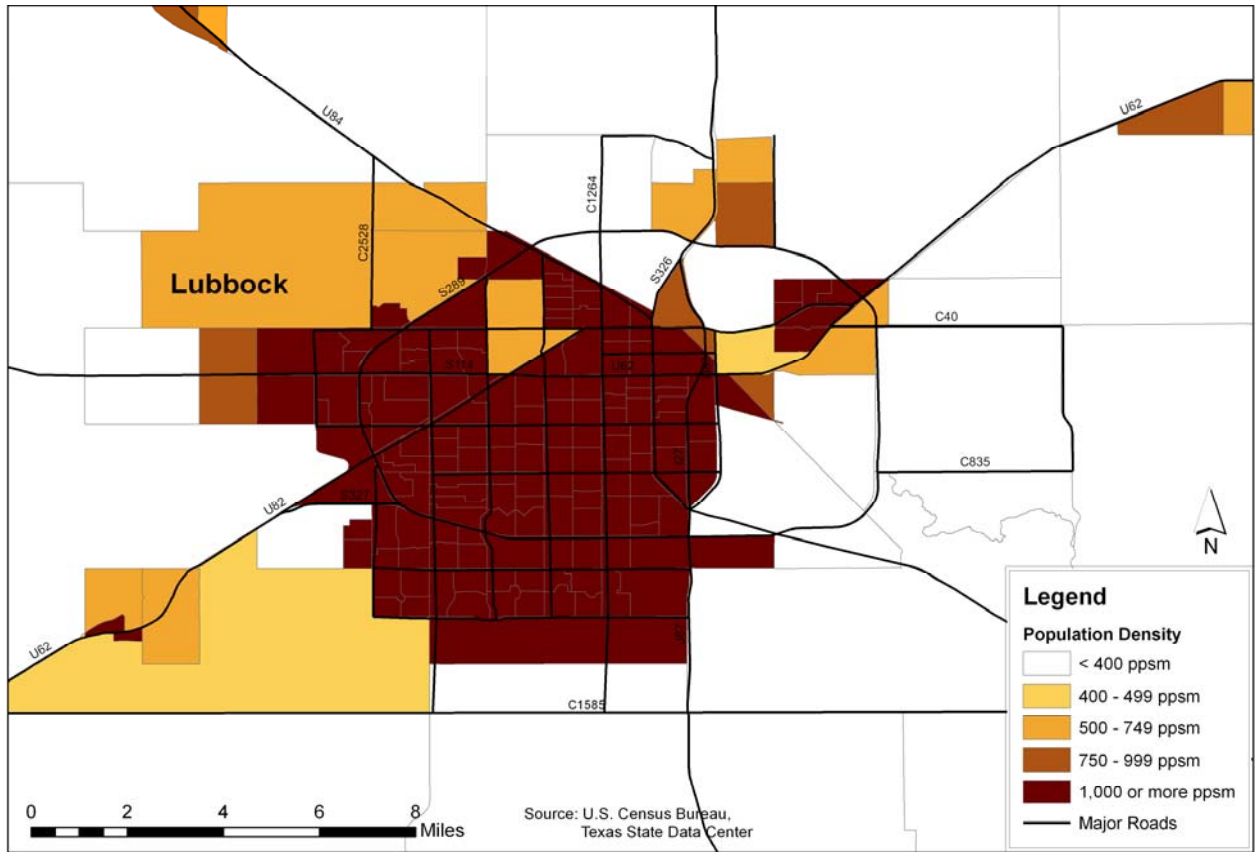 U84
U62
C1264
C2528
S326
Lubbock
S289
C40
U62
C835
I27
U82
S327
N
U62
C1585
Legend
Population Density
< 400 ppsm
400 - 499 ppsm
500 - 749 ppsm
750 - 999 ppsm
1,000 or more ppsm
Major Roads
0 2 4 6 8
Miles
Source: U.S. Census Bureau,
Texas State Data Center